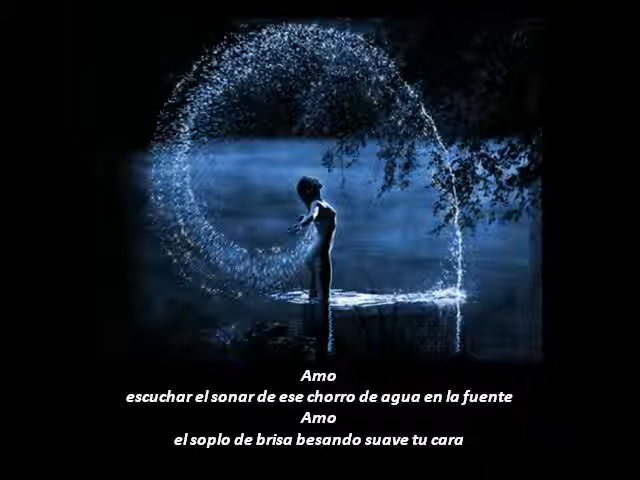 Amo
escuchar el sonar de ese chorro de agua en la fuente
Amo
el soplo de brisa besando suave tu cara